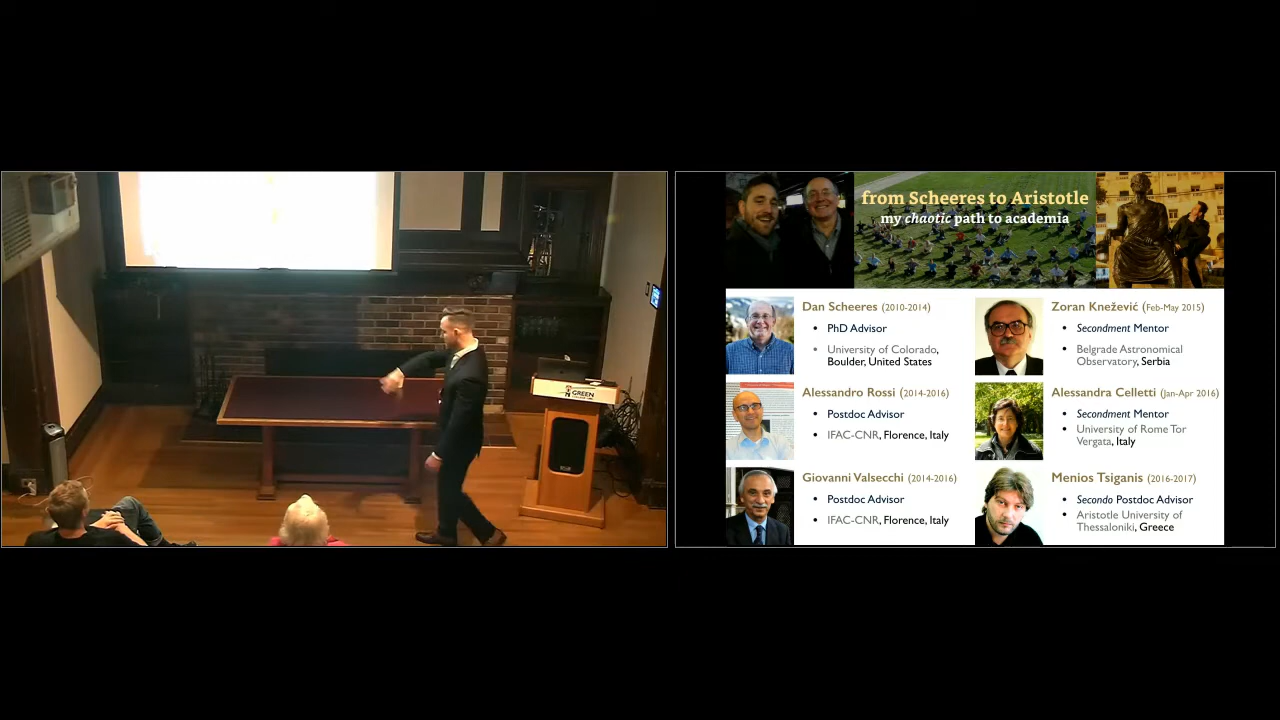 GREEN
from Scheeres to Aristotle
my chaotic path to academia
Dan Scheeres (2010-2014)
• PhD Advisor
• University of Colorado,
Boulder, United States
Alessandro Rossi (2014-2016)
• Postdoc Advisor
• IFAC-CNR, Florence, Italy
Giovanni Valsecchi (2014-2016)
• Postdoc Advisor
• IFAC-CNR, Florence, Italy
Zoran Knežević (Feb-May 2015)
• Secondment Mentor
• Belgrade Astronomical
Observatory, Serbia
Alessandra Celletti (Jan-Apr 2016)
• Secondment Mentor
• University of Rome Tor
Vergata, Italy
Menios Tsiganis (2016-2017)
• Secondo Postdoc Advisor
• Aristotle University of
Thessaloniki, Greece